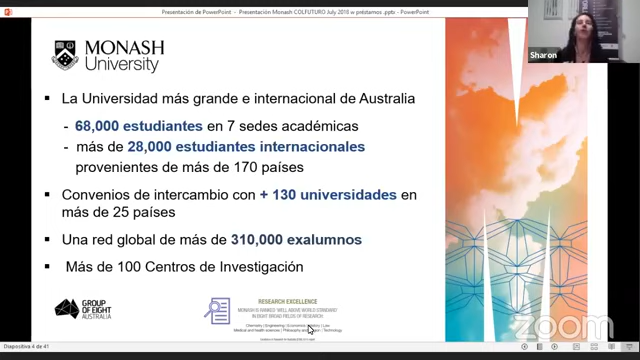 Presentación de PowerPoint - Presentación Monash COLFUTURO July 2018 w préstamos .pptx - PowerPoint
Sharon
MONASH
University
▪ La Universidad más grande e internacional de Australia
- 68,000 estudiantes en 7 sedes académicas
- más de 28,000 estudiantes internacionales
provenientes de más de 170 países
▪ Convenios de intercambio con + 130 universidades en
más de 25 países
▪ Una red global de más de 310,000 exalumnos
▪ Más de 100 Centros de Investigación
GROUP
OF EIGHT
AUSTRALIA
RESEARCH EXCELLENCE
MONASH IS RANKED 'WELL ABOVE WORLD STANDARD'
IN EIGHT BROAD FIELDS OF RESEARCH:
zoom
Diapositiva 4 de 41